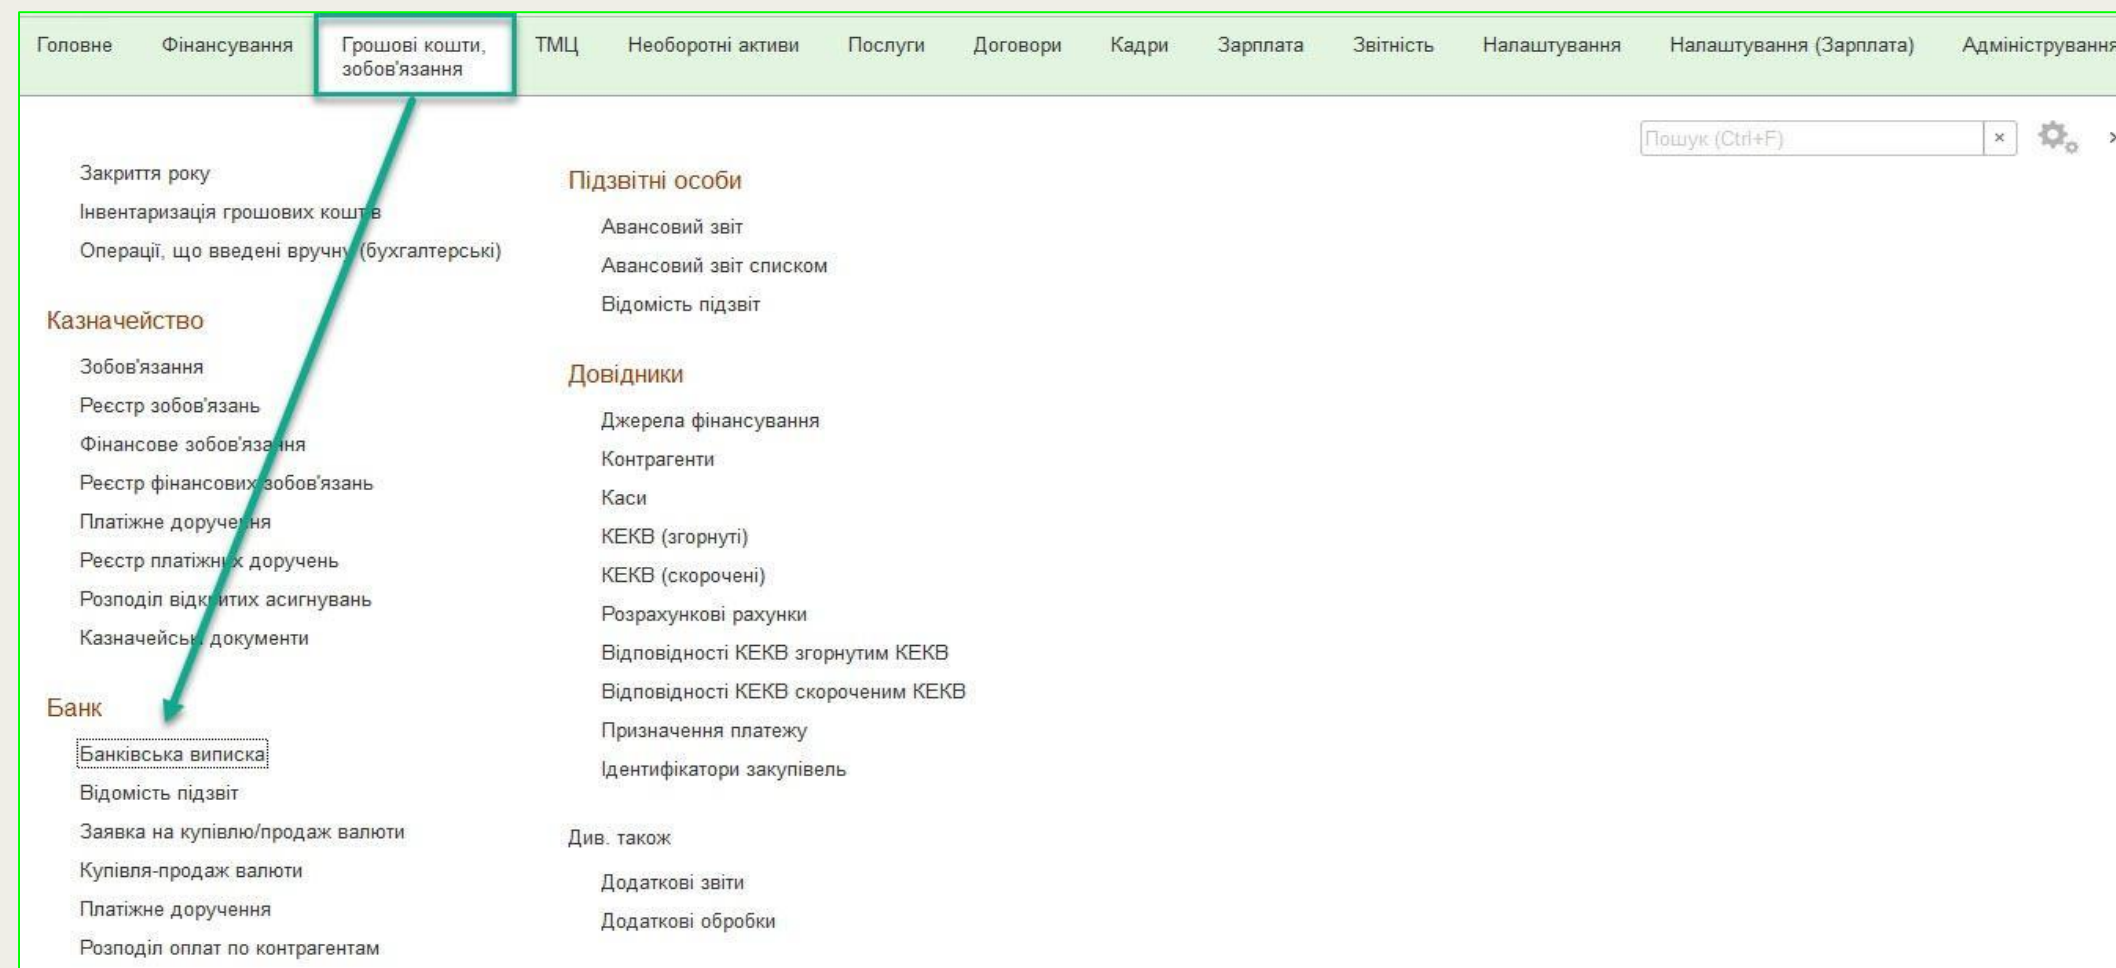 Головне Фінансування Грошові кошти, ТМЦ Необоротні активи Послуги Договори Кадри Зарплата Звітність Налаштування Налаштування (Зарплата) Адміністрування
зобов'язання
Пошук (Ctrl+F)
Закриття року
Інвентаризація грошових коштів
Операції, що введені вручну (бухгалтерські)
Казначейство
Зобов'язання
Реєстр зобов'язань
Фінансове зобов'язання
Реєстр фінансових зобов'язань
Платіжне доручення
Реєстр платіжних доручень
Розподіл відкритих асигнувань
Казначейські документи
Банк
Банківська виписка
Відомість підзвіт
Заявка на купівлю/продаж валюти
Купівля-продаж валюти
Платіжне доручення
Розподіл оплат по контрагентам
Підзвітні особи
Авансовий звіт
Авансовий звіт списком
Відомість підзвіт
Довідники
Джерела фінансування
Контрагенти
Каси
КЕКВ (згорнуті)
КЕКВ (скорочені)
Розрахункові рахунки
Відповідності КЕКВ згорнутим КЕКВ
Відповідності КЕКВ скороченим КЕКВ
Призначення платежу
Ідентифікатори закупівель
Див. також
Додаткові звіти
Додаткові обробки